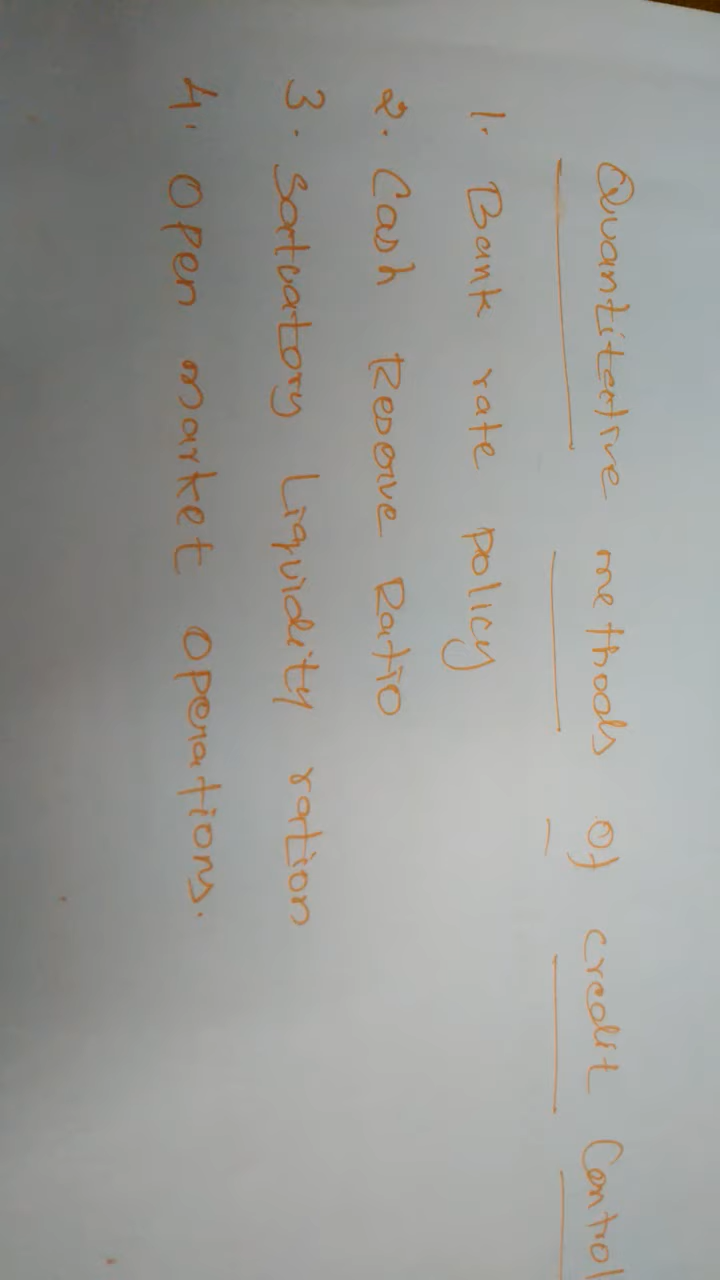 Quantitative methods of credit Control
1. Bank rate policy
2. Cash Reserve Ratio
3. Satuatory Liquidity ration
4. Open market operations.